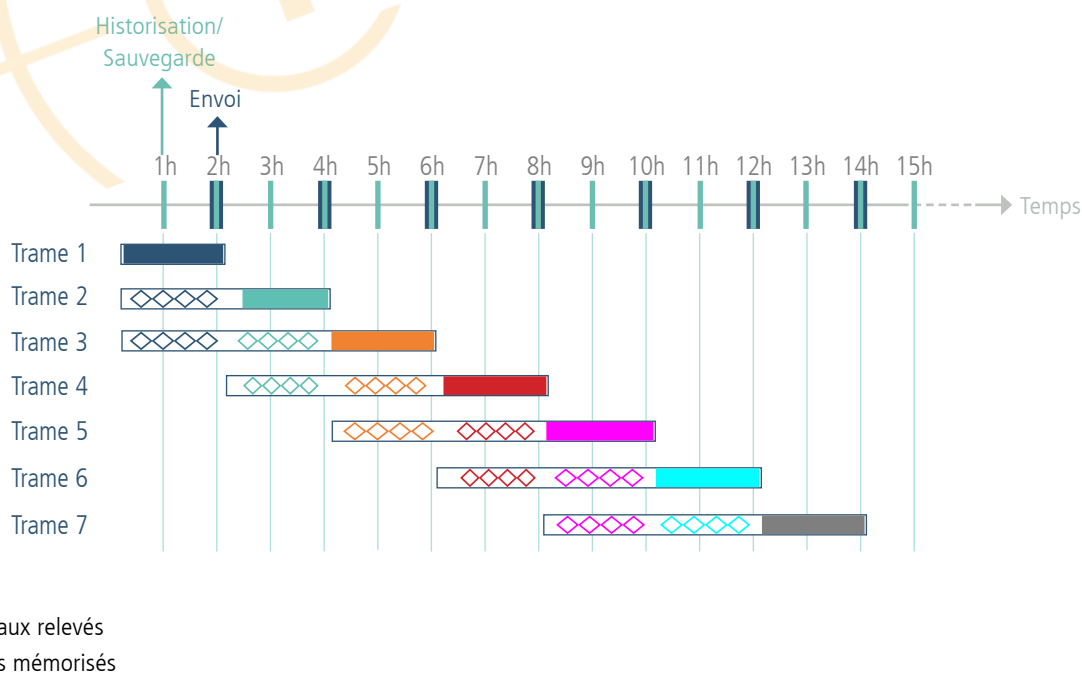 Historisation/
Sauvegarde
Envoi
1h 2h 3h 4h 5h 6h 7h 8h 9h 10h 11h 12h 13h 14h 15h
Temps
Trame 1
Trame 2
Trame 3
Trame 4
Trame 5
Trame 6
Trame 7
aux relevés
s mémorisés